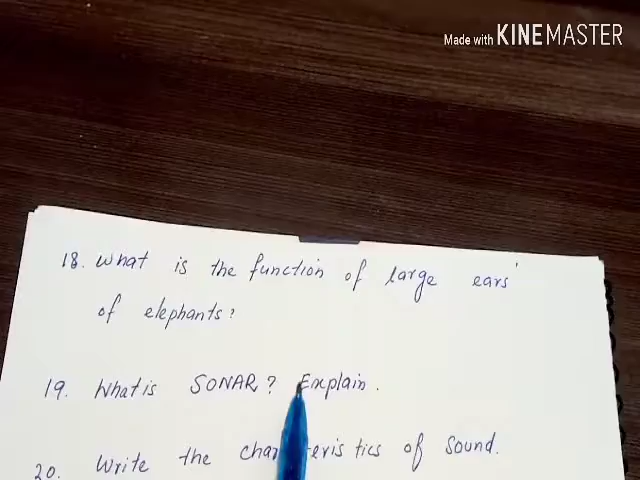 Made with KINEMASTER
18. What is the function of large ears'
of elephants?
19. What is SONAR? Explain.
20. Write the characteristics of sound.